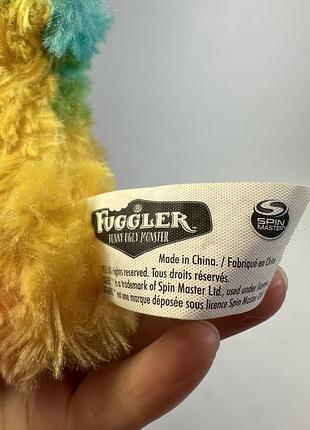 FUGGLER
FUNNY UGLY MONSTER
SPIN
MASTER
Made in China. / Fabriqué en Chine
All rights reserved. Tous droits réservés.
is a trademark of Spin Master Ltd., used under
est une marque déposée sous licence Spin Master